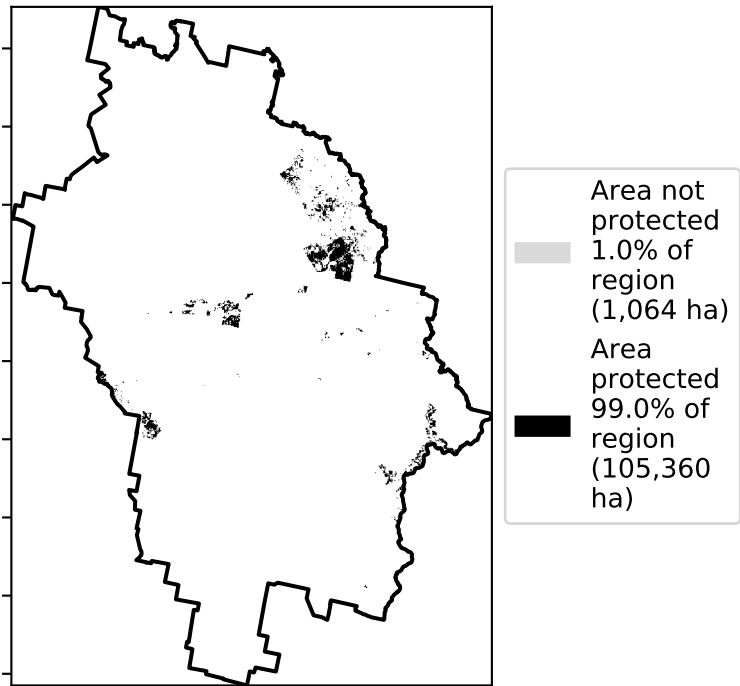 Area not
protected
1.0% of
region
(1,064 ha)
Area
protected
99.0% of
region
(105,360
ha)